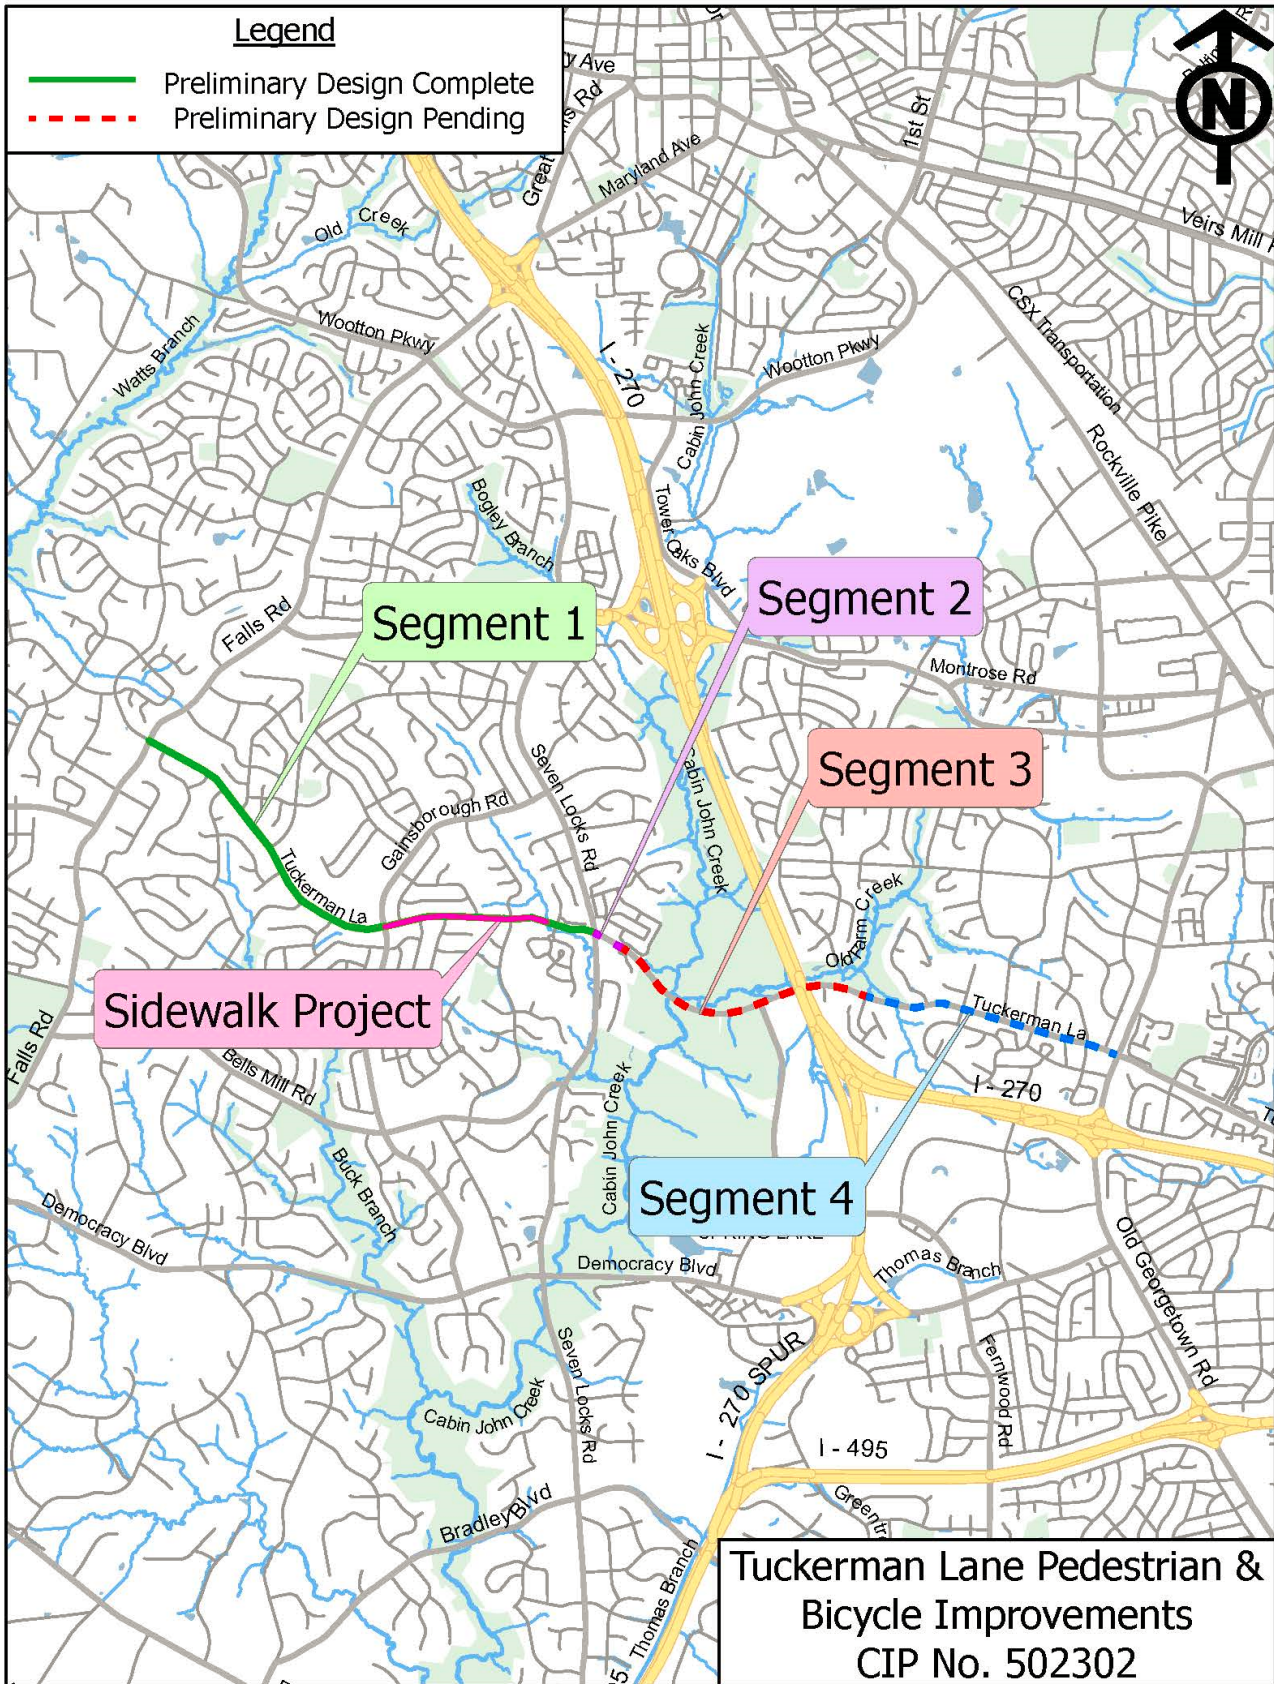 Legend
Preliminary Design Complete
Preliminary Design Pending
N
1st St
Maryland Ave
Veirs Mill
Old Creek
CSX Transportation
Wootton Pkwy
Watts Branch
I - 270
Cabin John Creek
Wootton Pkwy
Rockville Pike
Bogley Branch
Tower Oaks Blvd
Segment 1
Segment 2
Falls Rd
Montrose Rd
Segment 3
Seven Locks Rd
Cabin John Creek
Gainsborough Rd
Tuckerman La
Old Farm Creek
Sidewalk Project
Tuckerman La
Falls Rd
Bells Mill Rd
I - 270
Cabin John Creek
Buck Branch
Segment 4
Democracy Blvd
Democracy Blvd
Thomas Branch
Old Georgetown Rd
Seven Locks Rd
I - 270 SPUR
Fernwood Rd
Cabin John Creek
I - 495
Bradley Blvd
Thomas Branch
Tuckerman Lane Pedestrian &
Bicycle Improvements
CIP No. 502302